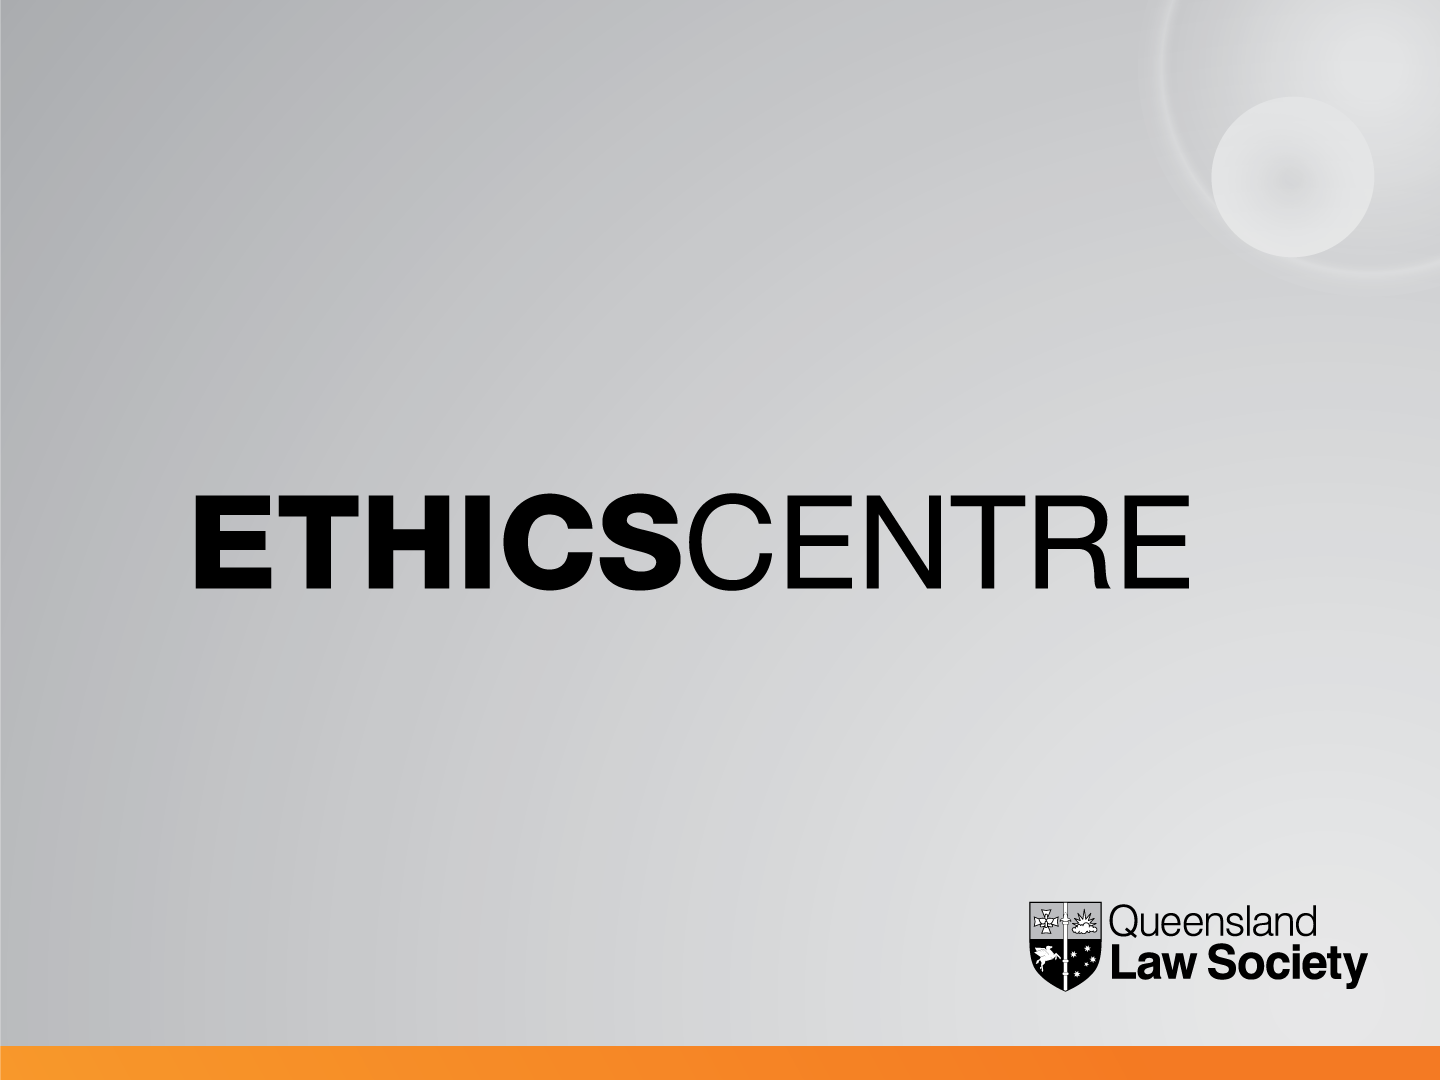 ETHICSCENTRE
Queensland
Law Society